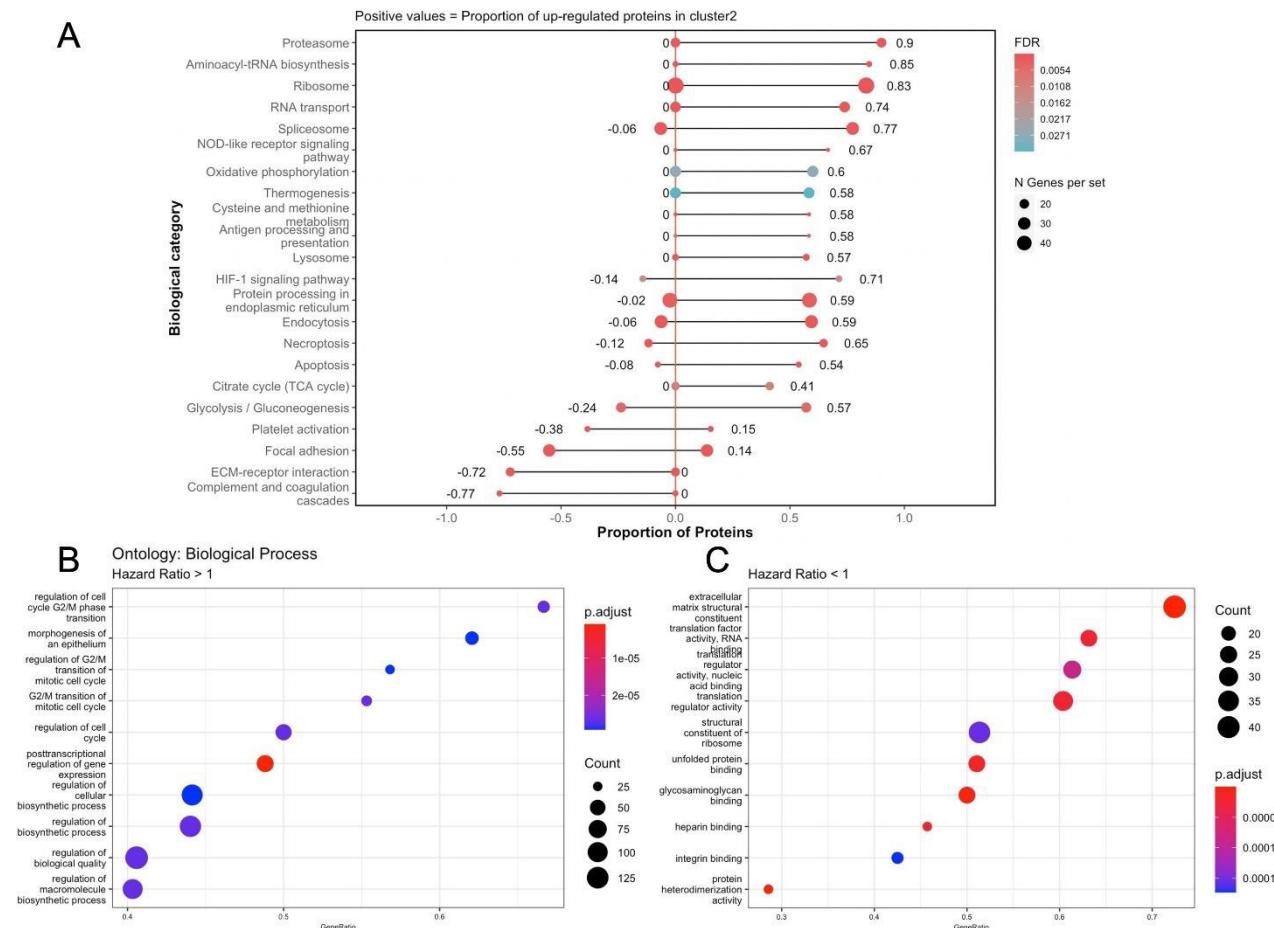 A
Positive values = Proportion of up-regulated proteins in cluster2
Biological category
Proteasome
0
0.9
Aminoacyl-tRNA biosynthesis
0
0.85
Ribosome
0
0.83
RNA transport
0
0.74
Spliceosome
-0.06
0.77
NOD-like receptor signaling
pathway
0
0.67
Oxidative phosphorylation
0
0.6
Thermogenesis
0
0.58
Cysteine and methionine
metabolism
0
0.58
Antigen processing and
presentation
0
0.58
Lysosome
0
0.57
HIF-1 signaling pathway
-0.14
0.71
Protein processing in
endoplasmic reticulum
-0.02
0.59
Endocytosis
-0.06
0.59
Necroptosis
-0.12
0.65
Apoptosis
-0.08
0.54
Citrate cycle (TCA cycle)
0
0.41
Glycolysis / Gluconeogenesis
-0.24
0.57
Platelet activation
-0.38
0.15
Focal adhesion
-0.55
0.14
ECM-receptor interaction
-0.72
0
Complement and coagulation
cascades
-0.77
0
-1.0
-0.5
0.0
0.5
1.0
Proportion of Proteins
FDR
0.0054
0.0108
0.0162
0.0217
0.0271
N Genes per set
20
30
40
B
Ontology: Biological Process
Hazard Ratio > 1
regulation of cell
cycle G2/M phase
transition
morphogenesis of
an epithelium
regulation of G2/M
transition of
mitotic cell cycle
G2/M transition of
mitotic cell cycle
regulation of cell
cycle
posttranscriptional
regulation of gene
expression
regulation of
cellular
biosynthetic process
regulation of
biosynthetic process
regulation of
biological quality
regulation of
macromolecule
biosynthetic process
0.4
0.5
0.6
GeneRatio
p.adjust
1e-05
2e-05
Count
25
50
75
100
125
C
Hazard Ratio < 1
extracellular
matrix structural
constituent
translation factor
activity, RNA
binding
translation
regulator
activity, nucleic
acid binding
translation
regulator activity
structural
constituent of
ribosome
unfolded protein
binding
glycosaminoglycan
binding
heparin binding
integrin binding
protein
heterodimerization
activity
0.3
0.4
0.5
0.6
0.7
GeneRatio
Count
20
25
30
35
40
p.adjust
0.0000
0.0001
0.0001